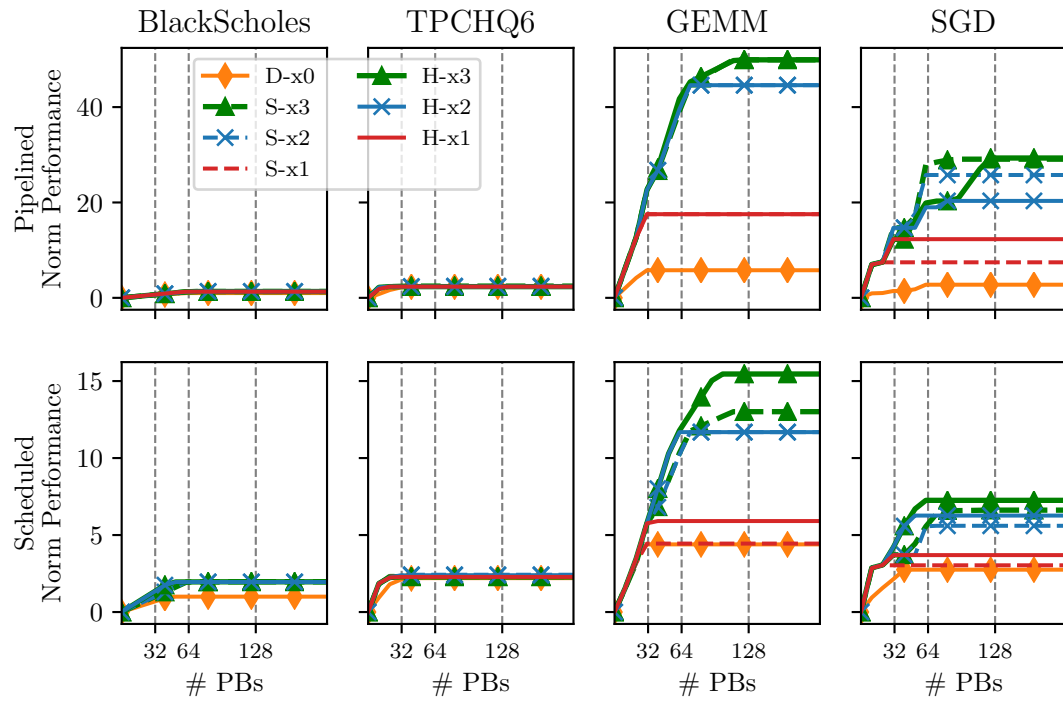 BlackScholes TPCHQ6 GEMM SGD
Pipelined
Norm Performance
40
20
0
D-x0 H-x3
S-x3 H-x2
S-x2 H-x1
S-x1
Scheduled
Norm Performance
15
10
5
0
32 64 128 32 64 128 32 64 128 32 64 128
# PBs # PBs # PBs # PBs